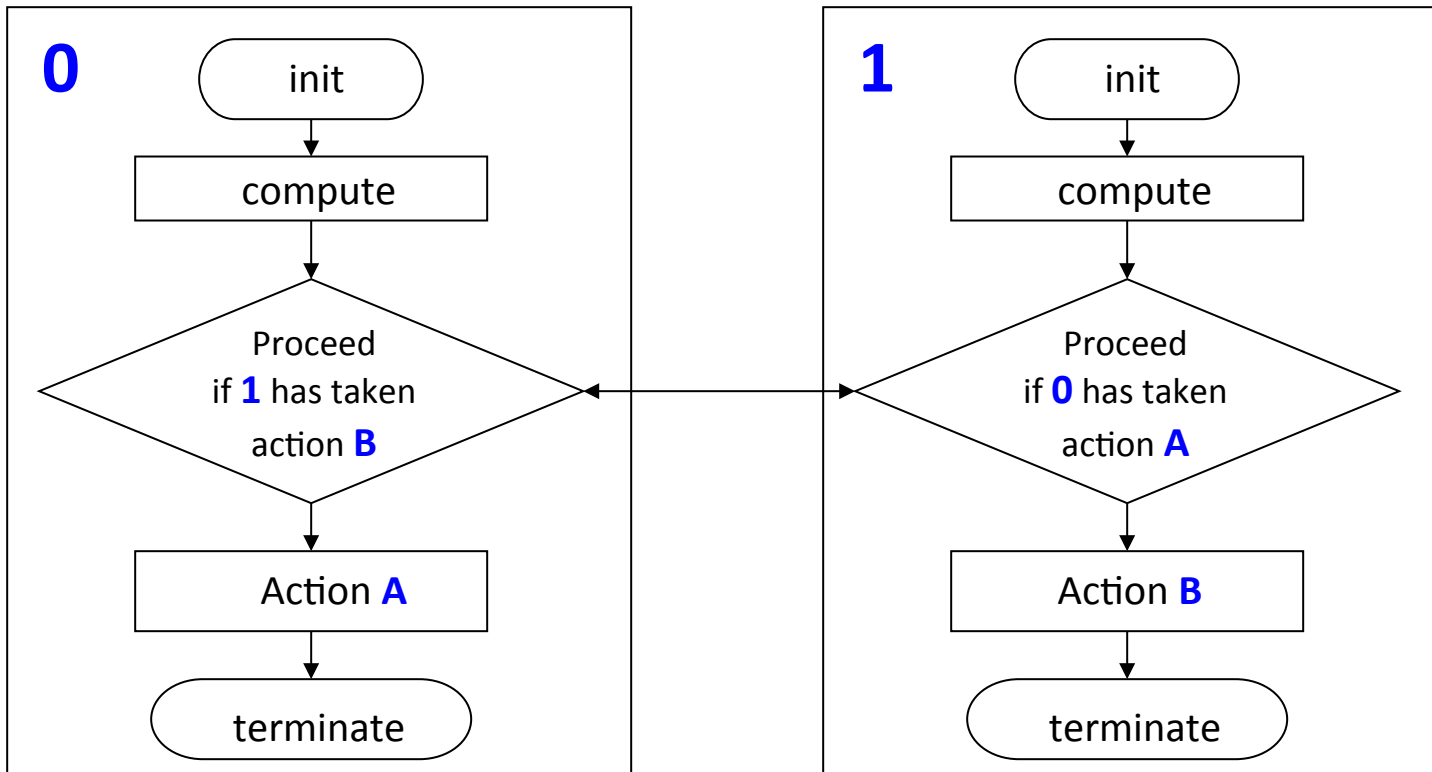 0
init
compute
Proceed
if 1 has taken
action B
Action A
terminate
1
init
compute
Proceed
if 0 has taken
action A
Action B
terminate